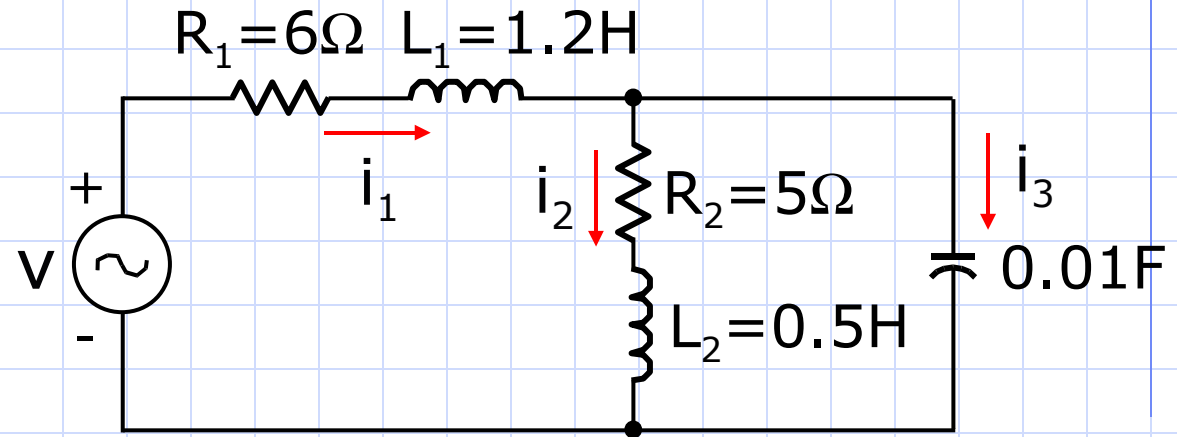 R₁=6Ω L₁=1.2H
+
i₁
i₂
R₂=5Ω
i₃
v
0.01F
-
L₂=0.5H